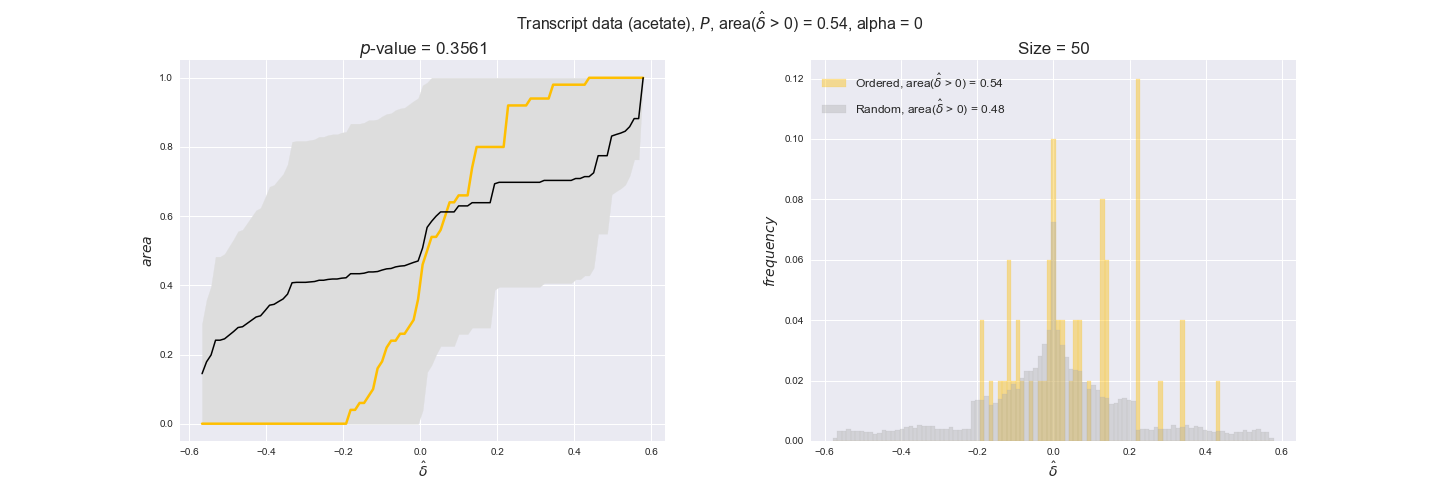 Transcript data (acetate), P, area(δ̂ > 0) = 0.54, alpha = 0
p-value = 0.3561
1.0
0.8
0.6
0.4
0.2
0.0
area
−0.6 −0.4 −0.2 0.0 0.2 0.4 0.6
δ̂
Size = 50
Ordered, area(δ̂ > 0) = 0.54
Random, area(δ̂ > 0) = 0.48
0.12
0.10
0.08
0.06
0.04
0.02
0.00
frequency
−0.6 −0.4 −0.2 0.0 0.2 0.4 0.6
δ̂